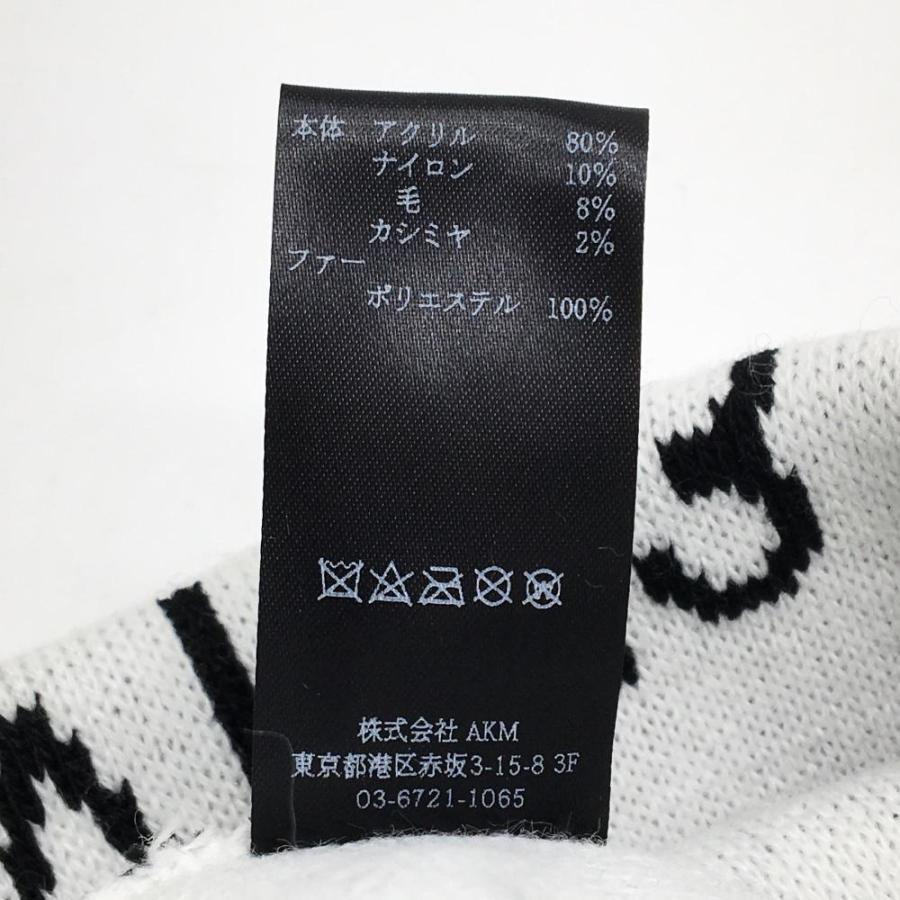 本体 アクリル 80%
ナイロン 10%
毛 8%
カシミヤ 2%
ファー
ポリエステル 100%
株式会社 AKM
東京都港区赤坂3-15-8 3F
03-6721-1065